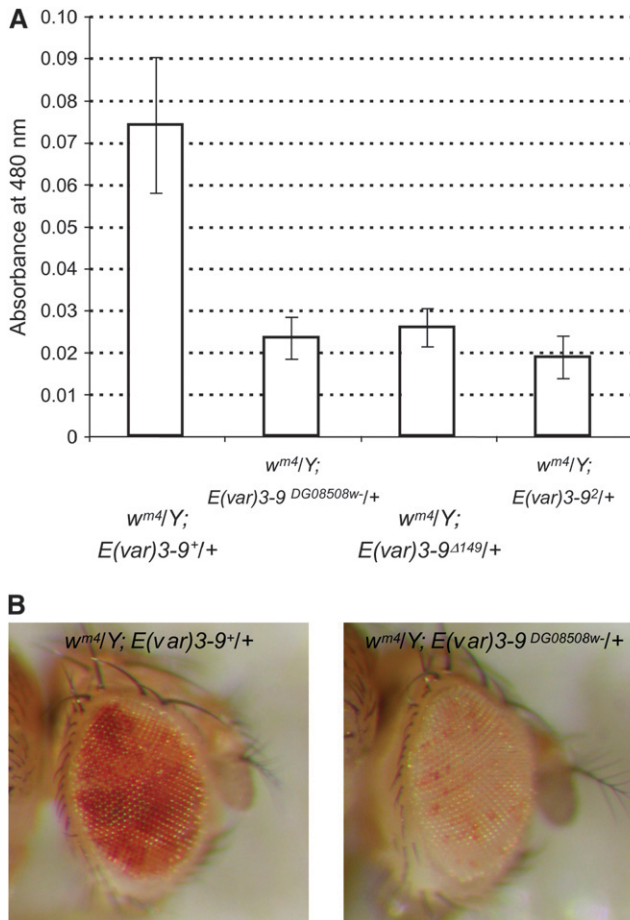 A
0.10
0.09
0.08
0.07
0.06
0.05
0.04
0.03
0.02
0.01
0
Absorbance at 480 nm
w^m4/Y;
E(var)3-9^+/+
w^m4/Y;
E(var)3-9^DG08508w-/+
w^m4/Y;
E(var)3-9^Δ149/+
w^m4/Y;
E(var)3-9^2/+
B
w^m4/Y; E(var)3-9^+/+
w^m4/Y; E(var)3-9^DG08508w-/+